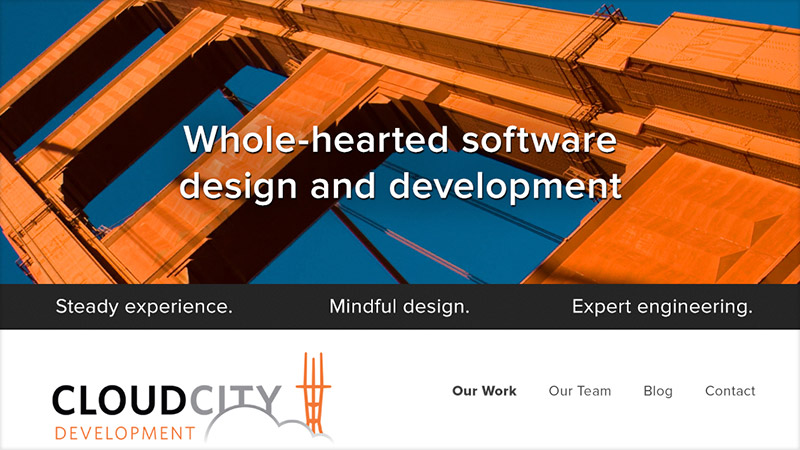 Whole-hearted software
design and development
Steady experience. Mindful design. Expert engineering.
CLOUDCITY
DEVELOPMENT
Our Work Our Team Blog Contact